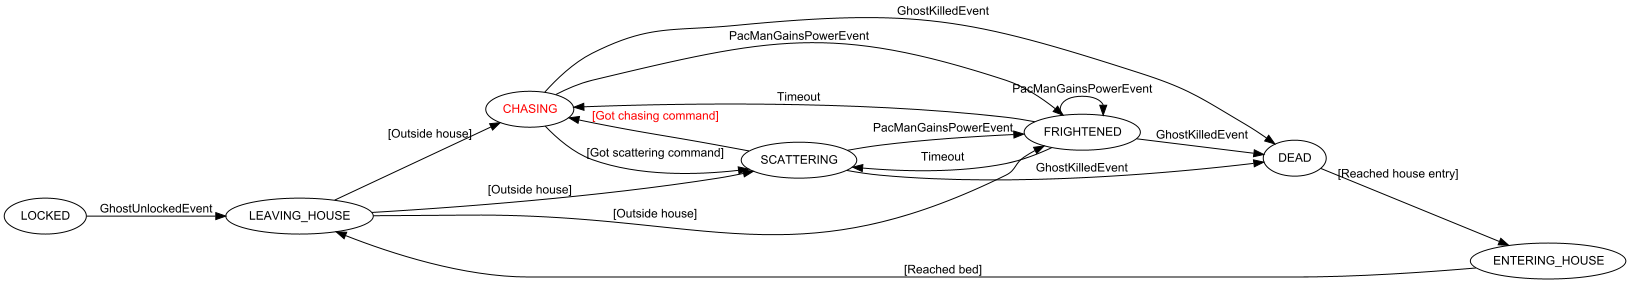 GhostKilledEvent
PacManGainsPowerEvent
PacManGainsPowerEvent
Timeout
CHASING
[Got chasing command]
[Outside house]
PacManGainsPowerEvent
FRIGHTENED
GhostKilledEvent
[Got scattering command]
SCATTERING
Timeout
DEAD
GhostKilledEvent
[Reached house entry]
[Outside house]
GhostUnlockedEvent
LOCKED
LEAVING_HOUSE
[Outside house]
ENTERING_HOUSE
[Reached bed]